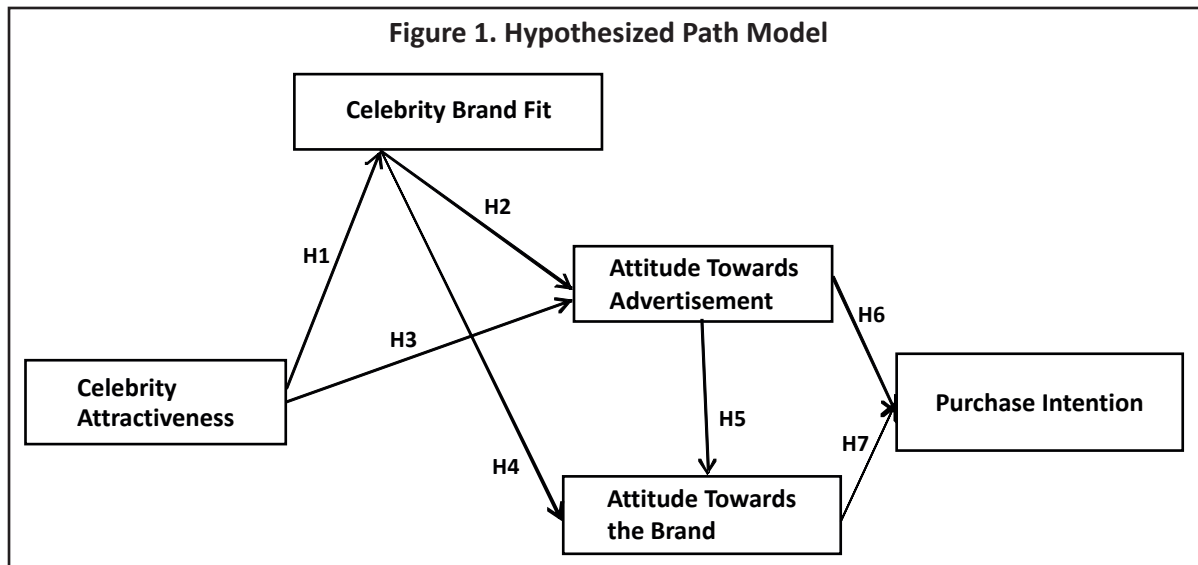 Figure 1. Hypothesized Path Model
Celebrity Brand Fit
H2
H1
Attitude Towards
Advertisement
H6
H3
Celebrity
Attractiveness
Purchase Intention
H5
H7
H4
Attitude Towards
the Brand